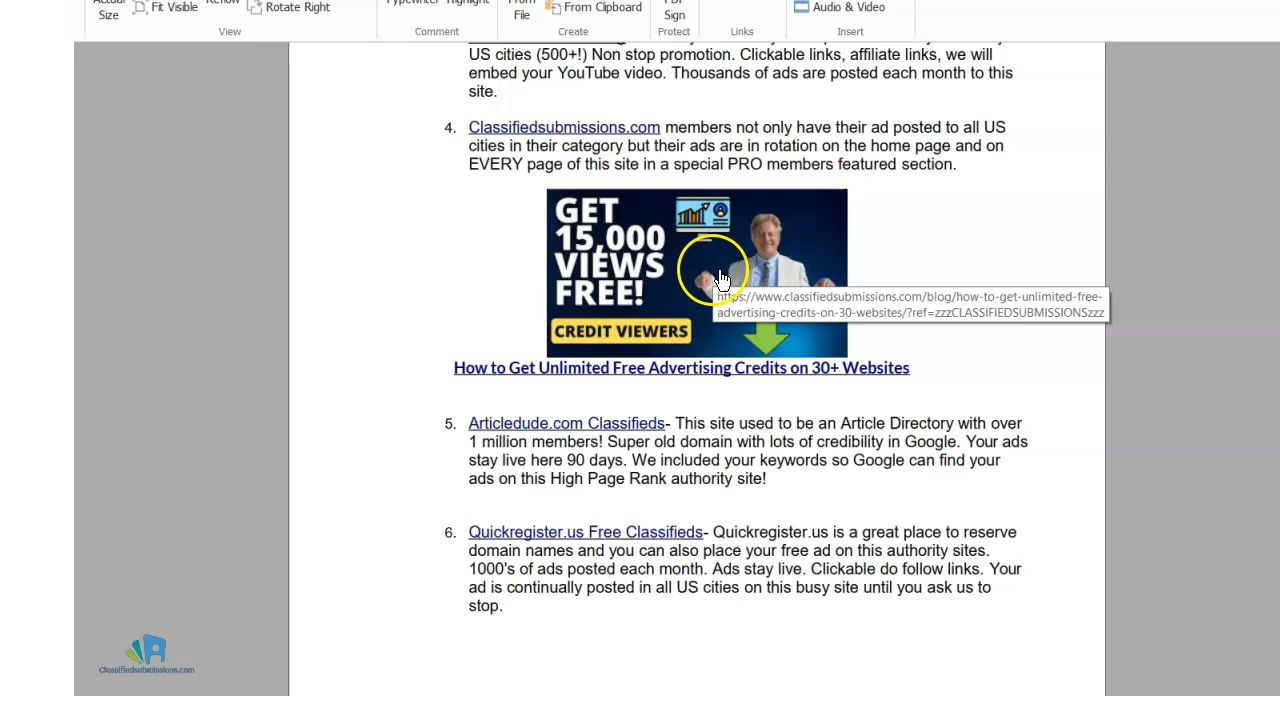 Actual
Size
Fit Visible
Reflow
Rotate Right
View
Typewriter Highlight
Comment
From
File
From Clipboard
Create
PDF
Sign
Protect
Links
Audio & Video
Insert
US cities (500+!) Non stop promotion. Clickable links, affiliate links, we will
embed your YouTube video. Thousands of ads are posted each month to this
site.
4. Classifiedsubmissions.com members not only have their ad posted to all US
cities in their category but their ads are in rotation on the home page and on
EVERY page of this site in a special PRO members featured section.
GET
15,000
VIEWS
FREE!
CREDIT VIEWERS
https://www.classifiedsubmissions.com/blog/how-to-get-unlimited-free-
advertising-credits-on-30-websites/?ref=zzzCLASSIFIEDSUBMISSIONSzzz
How to Get Unlimited Free Advertising Credits on 30+ Websites
5. Articledude.com Classifieds- This site used to be an Article Directory with over
1 million members! Super old domain with lots of credibility in Google. Your ads
stay live here 90 days. We included your keywords so Google can find your
ads on this High Page Rank authority site!
6. Quickregister.us Free Classifieds- Quickregister.us is a great place to reserve
domain names and you can also place your free ad on this authority sites.
1000's of ads posted each month. Ads stay live. Clickable do follow links. Your
ad is continually posted in all US cities on this busy site until you ask us to
stop.
Classifiedsubmissions.com